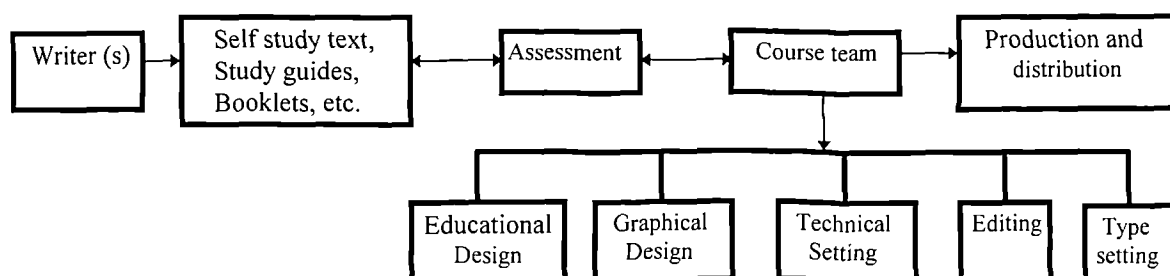 Writer (s)
Self study text,
Study guides,
Booklets, etc.
Assessment
Course team
Production and
distribution
Educational
Design
Graphical
Design
Technical
Setting
Editing
Type
setting